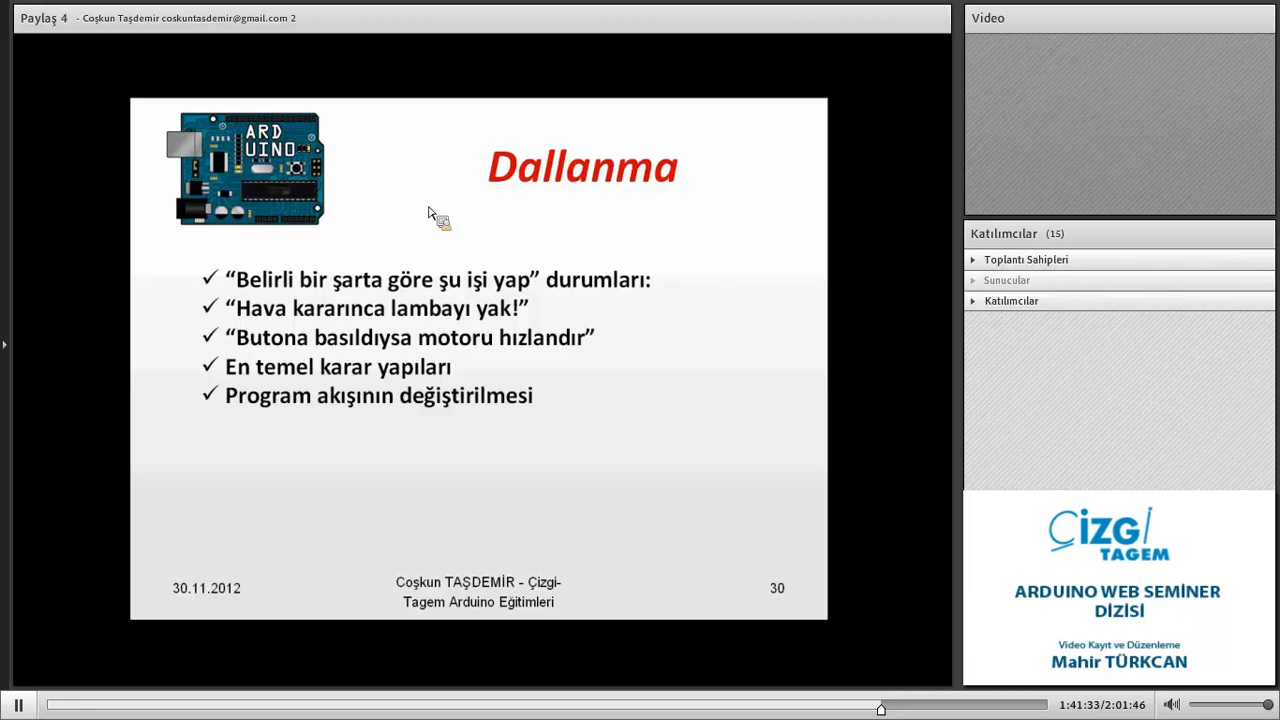 Paylaş 4 - Coşkun Taşdemir coskuntasdemir@gmail.com 2
ARD
UINO
Dallanma
✓ “Belirli bir şarta göre şu işi yap” durumları:
✓ “Hava kararınca lambayı yak!”
✓ “Butona basıldıysa motoru hızlandır”
✓ En temel karar yapıları
✓ Program akışının değiştirilmesi
30.11.2012
Coşkun TAŞDEMİR - Çizgi-
Tagem Arduino Eğitimleri
30
Video
Katılımcılar (15)
Toplantı Sahipleri
Sunucular
Katılımcılar
ÇİZGİ
TAGEM
ARDUINO WEB SEMİNER
DİZİSİ
Video Kayıt ve Düzenleme
Mahir TÜRKCAN
1:41:33/2:01:46